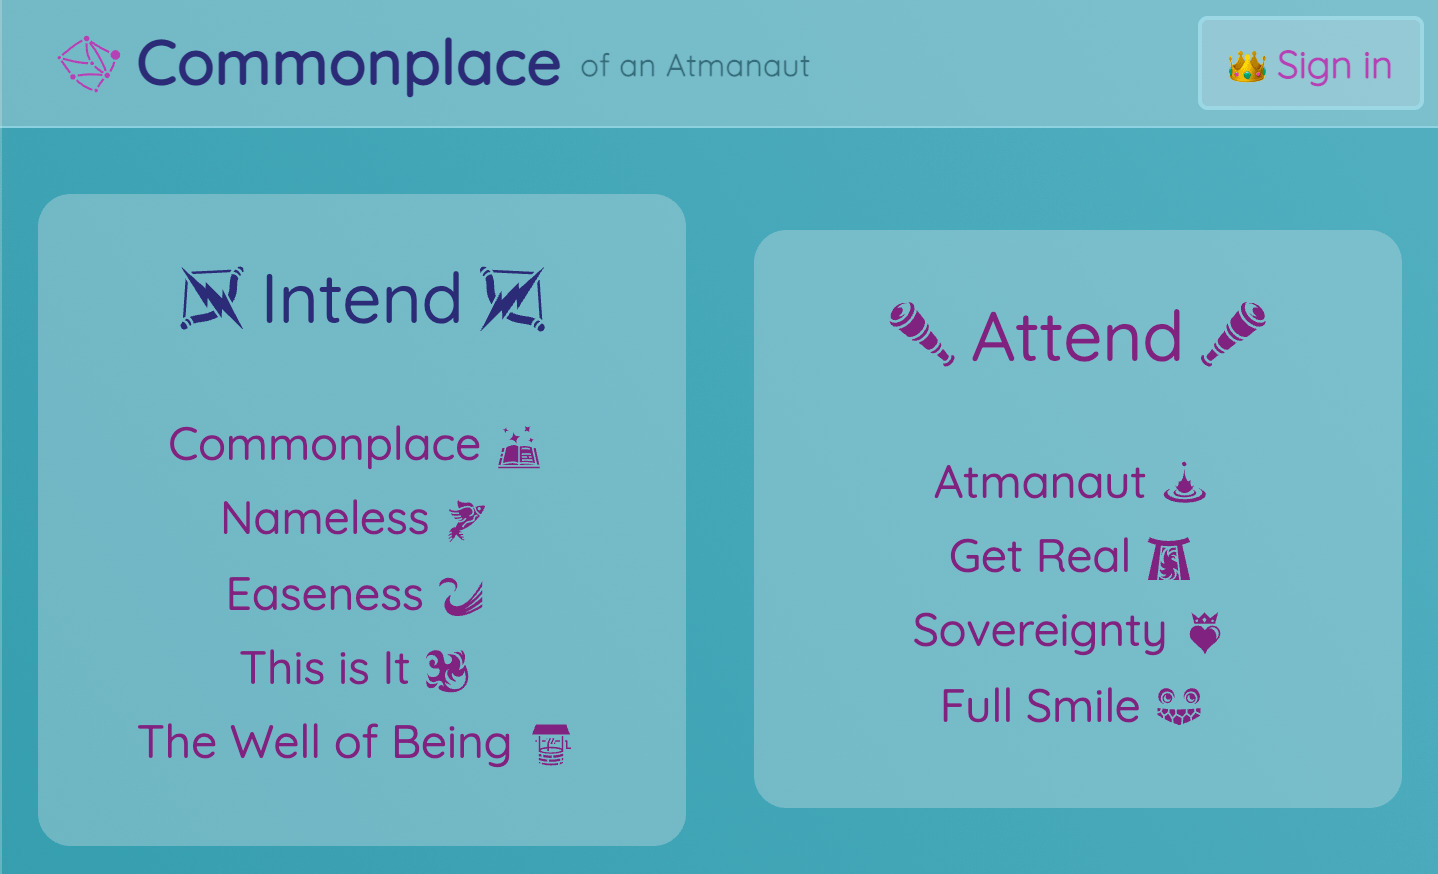 Commonplace of an Atmanaut
👑 Sign in
Intend
Commonplace
Nameless
Easeness
This is It
The Well of Being
Attend
Atmanaut
Get Real
Sovereignty
Full Smile